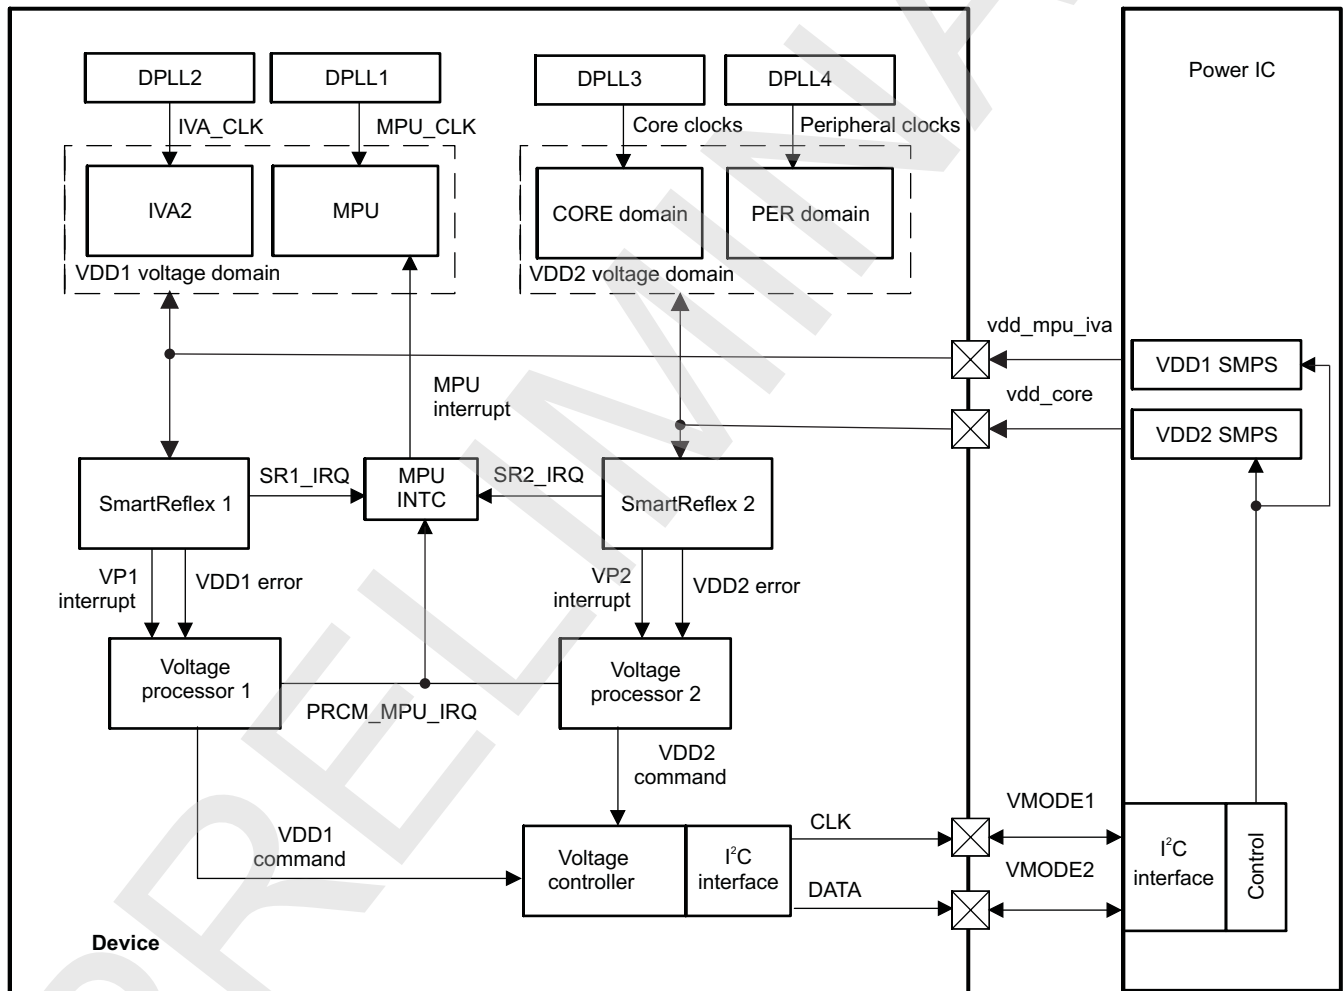 DPLL2
DPLL1
DPLL3
DPLL4
Power IC
IVA_CLK
MPU_CLK
Core clocks
Peripheral clocks
IVA2
MPU
CORE domain
PER domain
VDD1 voltage domain
VDD2 voltage domain
vdd_mpu_iva
VDD1 SMPS
MPU
interrupt
vdd_core
VDD2 SMPS
SmartReflex 1
SR1_IRQ
MPU
INTC
SR2_IRQ
SmartReflex 2
VP1
interrupt
VDD1 error
VP2
interrupt
VDD2 error
Voltage
processor 1
Voltage
processor 2
PRCM_MPU_IRQ
VDD2
command
VDD1
command
Voltage
controller
I²C
interface
CLK
DATA
VMODE1
VMODE2
I²C
interface
Control
Device
PRELIMINA